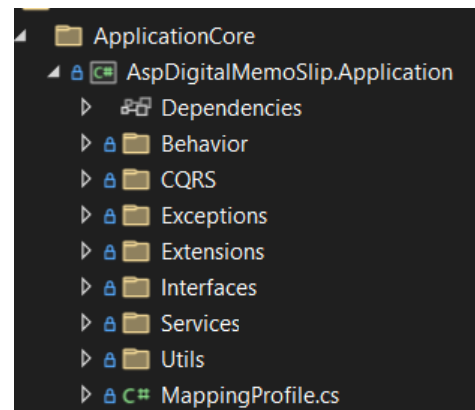 ApplicationCore
C# AspDigitalMemoSlip.Application
Dependencies
Behavior
CQRS
Exceptions
Extensions
Interfaces
Services
Utils
C# MappingProfile.cs